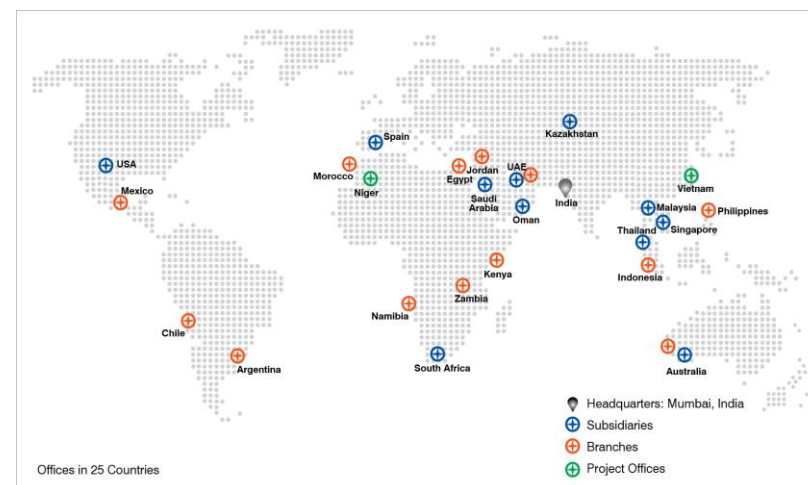 Kazakhstan
Spain
USA
Morocco
Jordan
UAE
Egypt
Niger
Saudi
Arabia
Oman
India
Vietnam
Mexico
Malaysia
Philippines
Thailand
Singapore
Indonesia
Kenya
Zambia
Namibia
Chile
Argentina
South Africa
Australia
Headquarters: Mumbai, India
Subsidiaries
Branches
Project Offices
Offices in 25 Countries